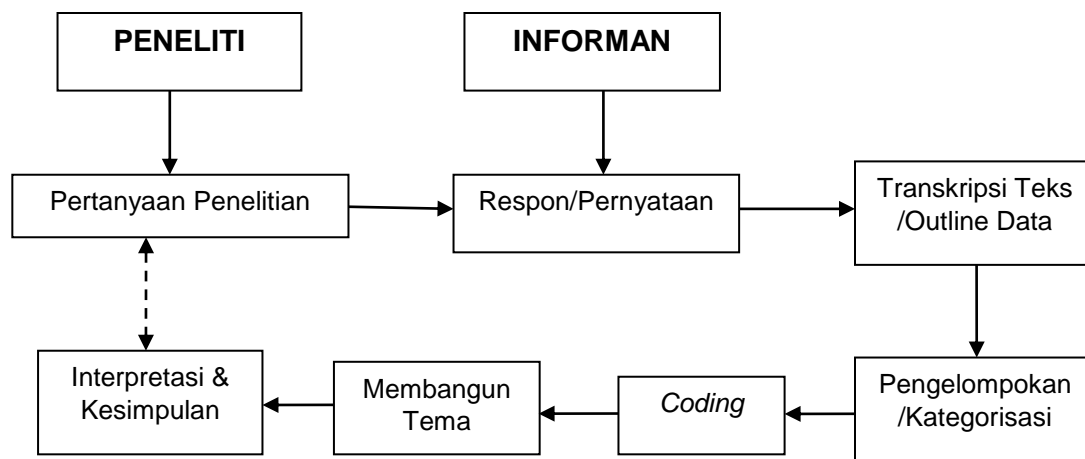 PENELITI
INFORMAN
Pertanyaan Penelitian
Respon/Pernyataan
Transkripsi Teks
/Outline Data
Interpretasi &
Kesimpulan
Membangun
Tema
Coding
Pengelompokan
/Kategorisasi